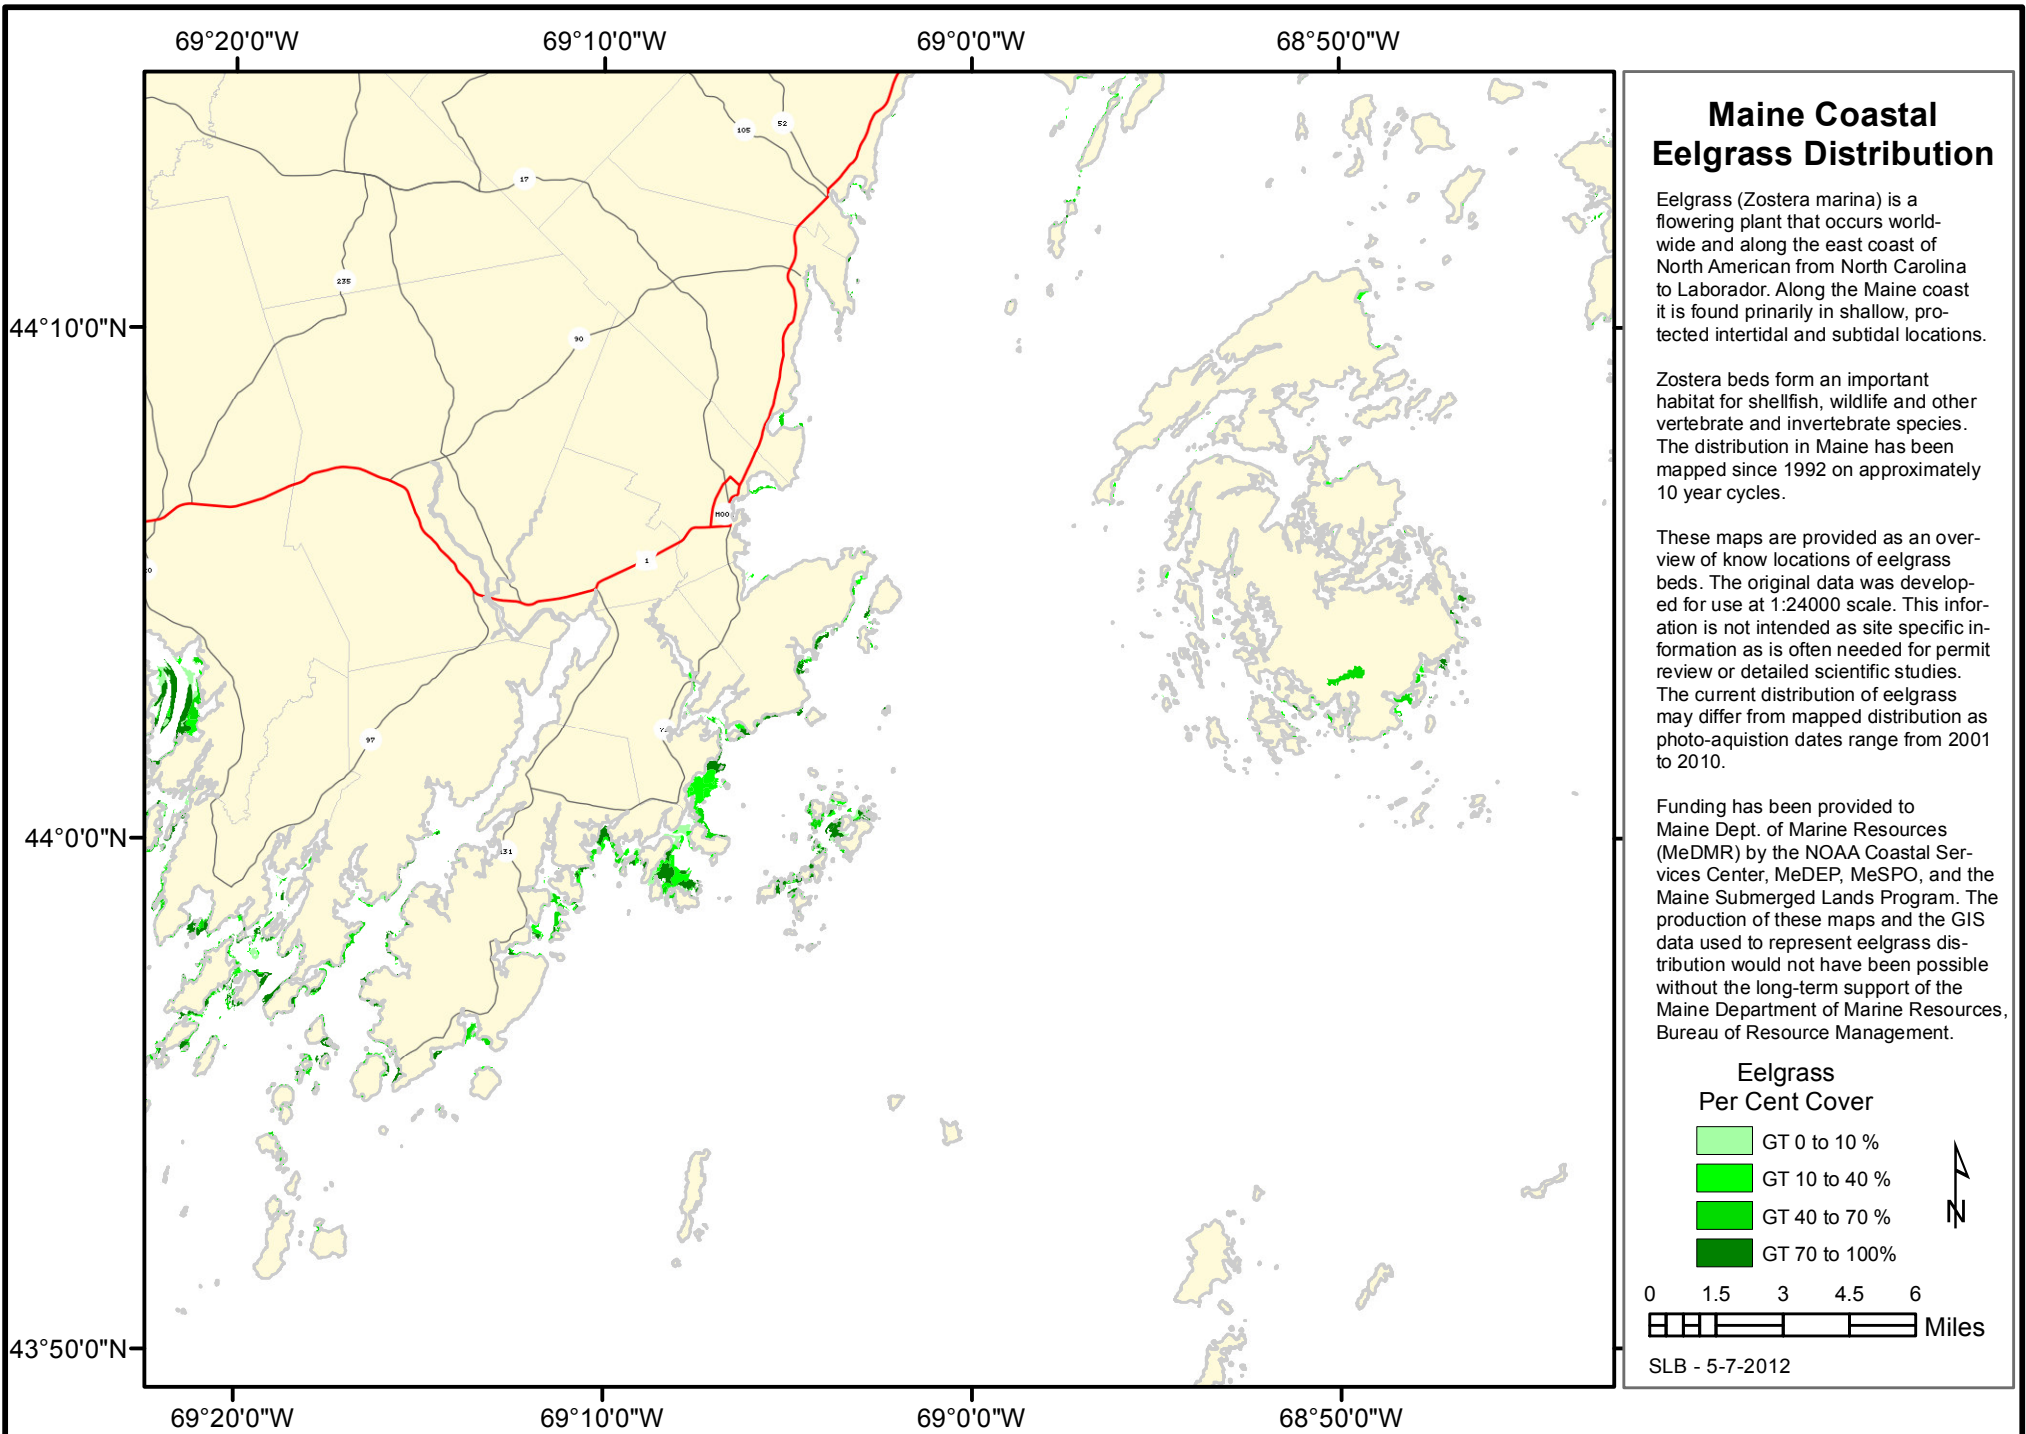 69°20'0"W 69°10'0"W 69°0'0"W 68°50'0"W
105
52
17
235
44°10'0"N
90
M00
1
97
44°0'0"N
131
43°50'0"N
69°20'0"W 69°10'0"W 69°0'0"W 68°50'0"W
Maine Coastal
Eelgrass Distribution
Eelgrass (Zostera marina) is a
flowering plant that occurs world-
wide and along the east coast of
North American from North Carolina
to Laborador. Along the Maine coast
it is found prinarily in shallow, pro-
tected intertidal and subtidal locations.
Zostera beds form an important
habitat for shellfish, wildlife and other
vertebrate and invertebrate species.
The distribution in Maine has been
mapped since 1992 on approximately
10 year cycles.
These maps are provided as an over-
view of know locations of eelgrass
beds. The original data was develop-
ed for use at 1:24000 scale. This infor-
ation is not intended as site specific in-
formation as is often needed for permit
review or detailed scientific studies.
The current distribution of eelgrass
may differ from mapped distribution as
photo-aquistion dates range from 2001
to 2010.
Funding has been provided to
Maine Dept. of Marine Resources
(MeDMR) by the NOAA Coastal Ser-
vices Center, MeDEP, MeSPO, and the
Maine Submerged Lands Program. The
production of these maps and the GIS
data used to represent eelgrass dis-
tribution would not have been possible
without the long-term support of the
Maine Department of Marine Resources,
Bureau of Resource Management.
Eelgrass
Per Cent Cover
GT 0 to 10 %
GT 10 to 40 %
GT 40 to 70 %
GT 70 to 100%
N
0 1.5 3 4.5 6
Miles
SLB - 5-7-2012